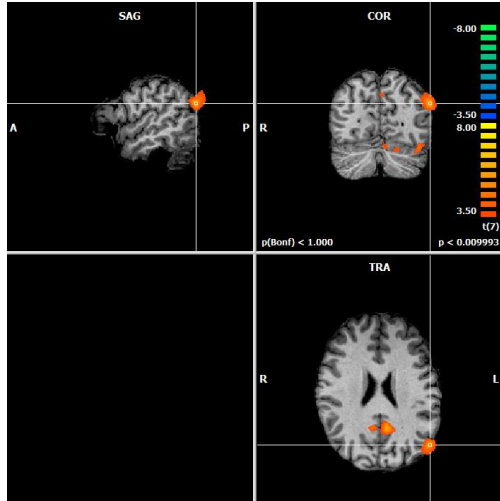 SAG
A
P
COR
R
-8.00
-3.50
8.00
3.50
t(7)
p(Bonf) < 1.000
p < 0.009993
TRA
R
L